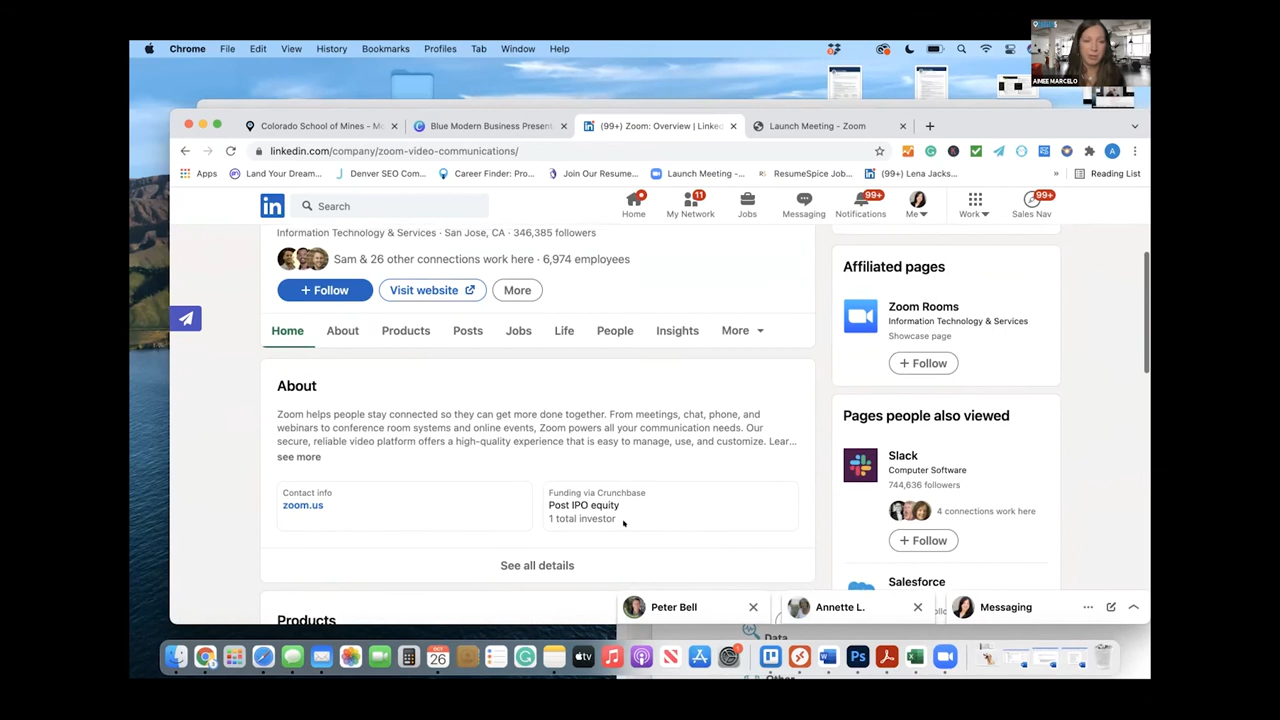 Chrome File Edit View History Bookmarks Profiles Tab Window Help
AIMEE MARCELO
Colorado School of Mines - Mo
Blue Modern Business Present
(99+) Zoom: Overview | Linked
Launch Meeting - Zoom
linkedin.com/company/zoom-video-communications/
Apps
Land Your Dream...
Denver SEO Com...
Career Finder: Pro...
Join Our Resume...
Launch Meeting -...
ResumeSpice Job...
(99+) Lena Jacks...
»
Reading List
in
Search
Home
11
My Network
Jobs
Messaging
99+
Notifications
Me
Work
99+
Sales Nav
Information Technology & Services · San Jose, CA · 346,385 followers
Sam & 26 other connections work here · 6,974 employees
+ Follow
Visit website
More
Home About Products Posts Jobs Life People Insights More
About
Zoom helps people stay connected so they can get more done together. From meetings, chat, phone, and
webinars to conference room systems and online events, Zoom powers all your communication needs. Our
secure, reliable video platform offers a high-quality experience that is easy to manage, use, and customize. Lear...
see more
Contact info
zoom.us
Funding via Crunchbase
Post IPO equity
1 total investor
See all details
Products
Affiliated pages
Zoom Rooms
Information Technology & Services
Showcase page
+ Follow
Pages people also viewed
Slack
Computer Software
744,636 followers
4 connections work here
+ Follow
Salesforce
Peter Bell
Annette L.
Messaging
Data
Other
OCT
26
tv